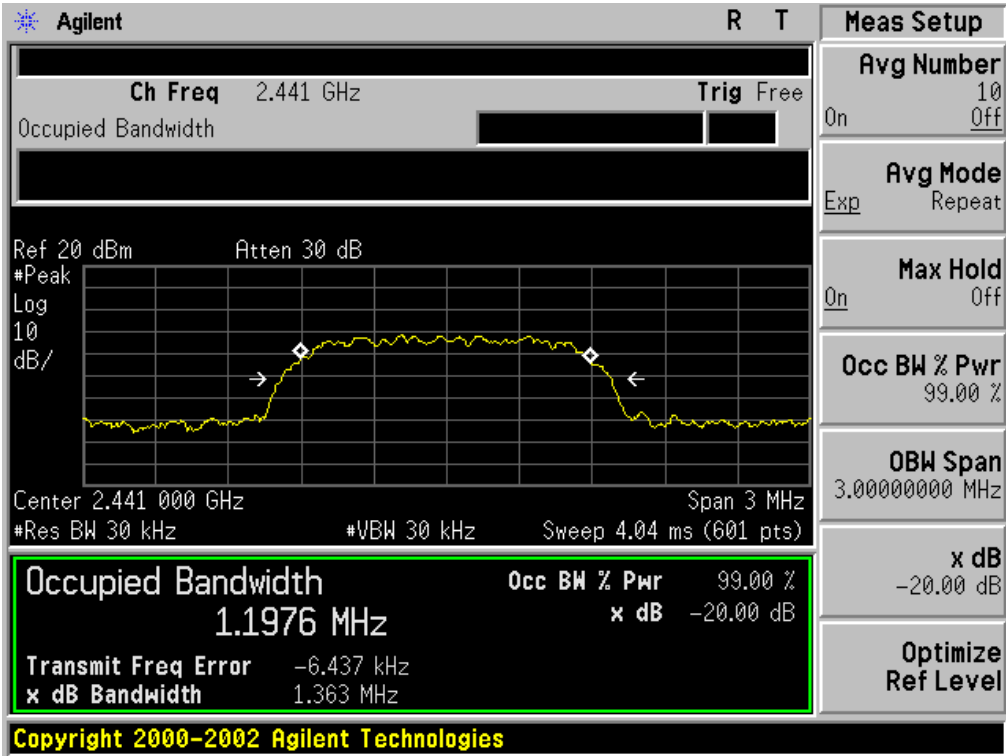 Agilent R T
Meas Setup
Ch Freq 2.441 GHz Trig Free
Occupied Bandwidth
Ref 20 dBm Atten 30 dB
#Peak
Log
10
dB/
Center 2.441 000 GHz Span 3 MHz
#Res BW 30 kHz #VBW 30 kHz Sweep 4.04 ms (601 pts)
Occupied Bandwidth Occ BW % Pwr 99.00 %
1.1976 MHz x dB -20.00 dB
Transmit Freq Error -6.437 kHz
x dB Bandwidth 1.363 MHz
Avg Number
10
On Off
Avg Mode
Exp Repeat
Max Hold
On Off
Occ BW % Pwr
99.00 %
OBW Span
3.00000000 MHz
x dB
-20.00 dB
Optimize
Ref Level
Copyright 2000-2002 Agilent Technologies